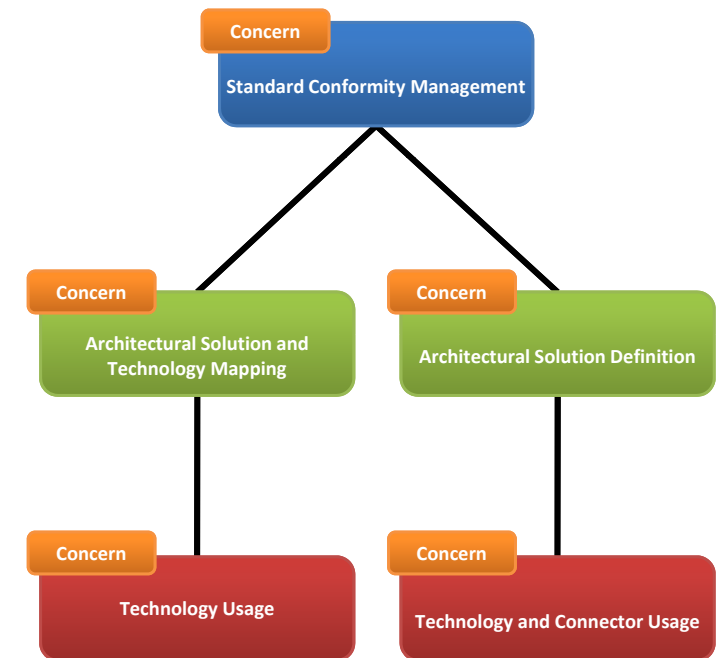 Concern
Standard Conformity Management
Concern
Architectural Solution and
Technology Mapping
Concern
Architectural Solution Definition
Concern
Technology Usage
Concern
Technology and Connector Usage